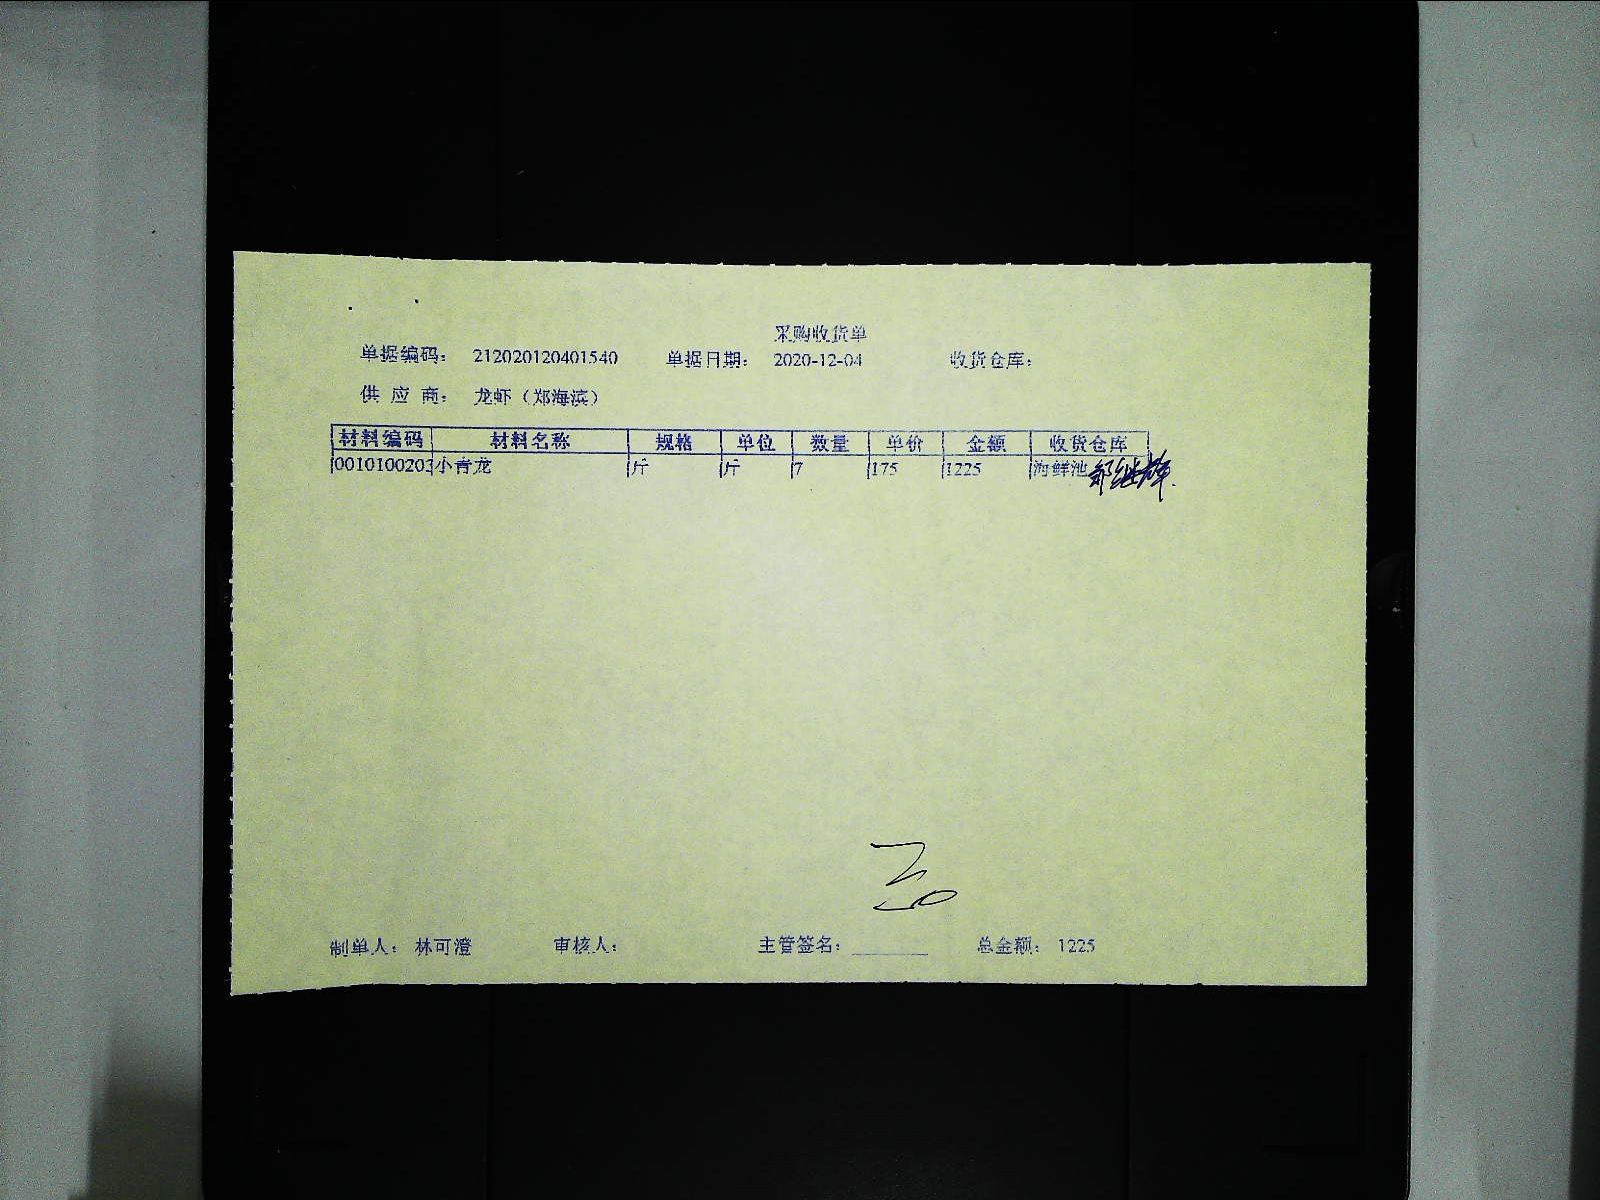 采购收货单
单据编码： 212020120401540 单据日期： 2020-12-04 收货仓库：
供 应 商： 龙虾（郑海滨）
材料编码 材料名称 规格 单位 数量 单价 金额 收货仓库
0010100203 小青龙 斤 斤 7 175 1225 海鲜池
制单人： 林可澄 审核人： 主管签名： 总金额： 1225